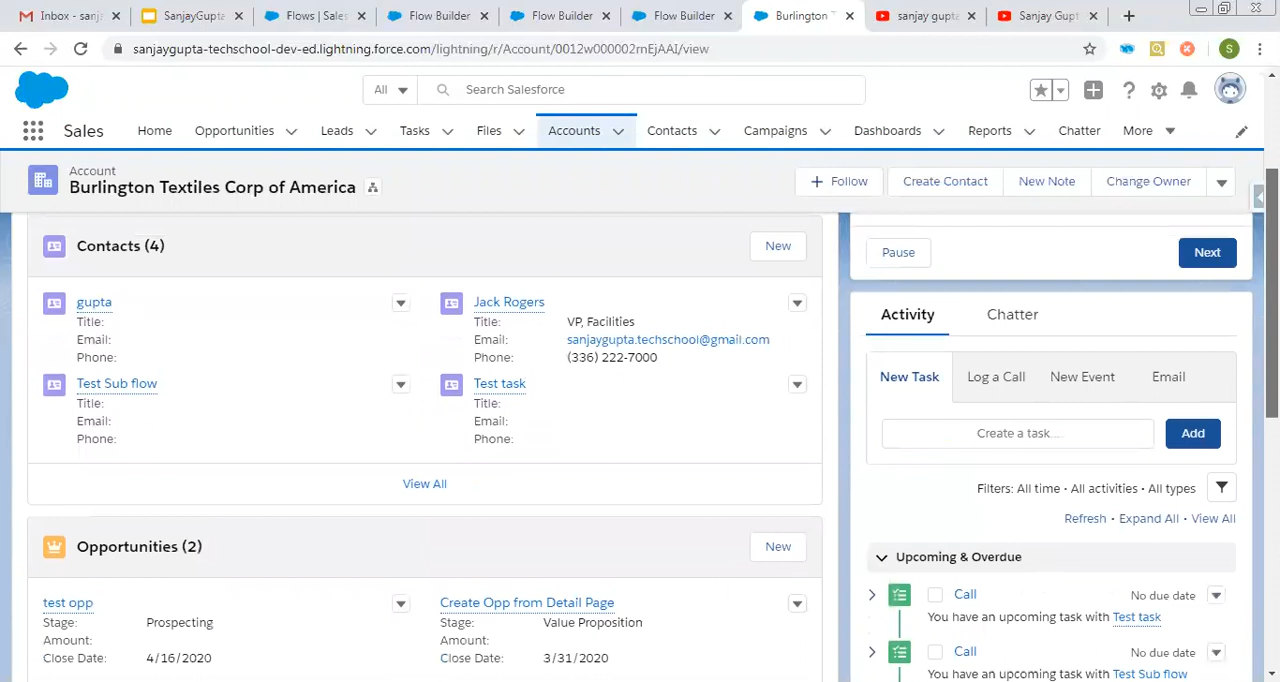 Inbox - sanj
SanjayGupta
Flows | Sales
Flow Builder
Flow Builder
Flow Builder
Burlington T
sanjay gupta
Sanjay Gupt
sanjaygupta-techschool-dev-ed.lightning.force.com/lightning/r/Account/0012w000002rnEjAAI/view
S
All
Search Salesforce
Sales
Home
Opportunities
Leads
Tasks
Files
Accounts
Contacts
Campaigns
Dashboards
Reports
Chatter
More
Account
Burlington Textiles Corp of America
Follow
Create Contact
New Note
Change Owner
Contacts (4)
New
gupta
Title:
Email:
Phone:
Jack Rogers
Title: VP, Facilities
Email: sanjaygupta.techschool@gmail.com
Phone: (336) 222-7000
Test Sub flow
Title:
Email:
Phone:
Test task
Title:
Email:
Phone:
View All
Opportunities (2)
New
test opp
Stage: Prospecting
Amount:
Close Date: 4/16/2020
Create Opp from Detail Page
Stage: Value Proposition
Amount:
Close Date: 3/31/2020
Pause
Next
Activity
Chatter
New Task
Log a Call
New Event
Email
Create a task...
Add
Filters: All time • All activities • All types
Refresh • Expand All • View All
Upcoming & Overdue
Call
No due date
You have an upcoming task with Test task
Call
No due date
You have an upcoming task with Test Sub flow